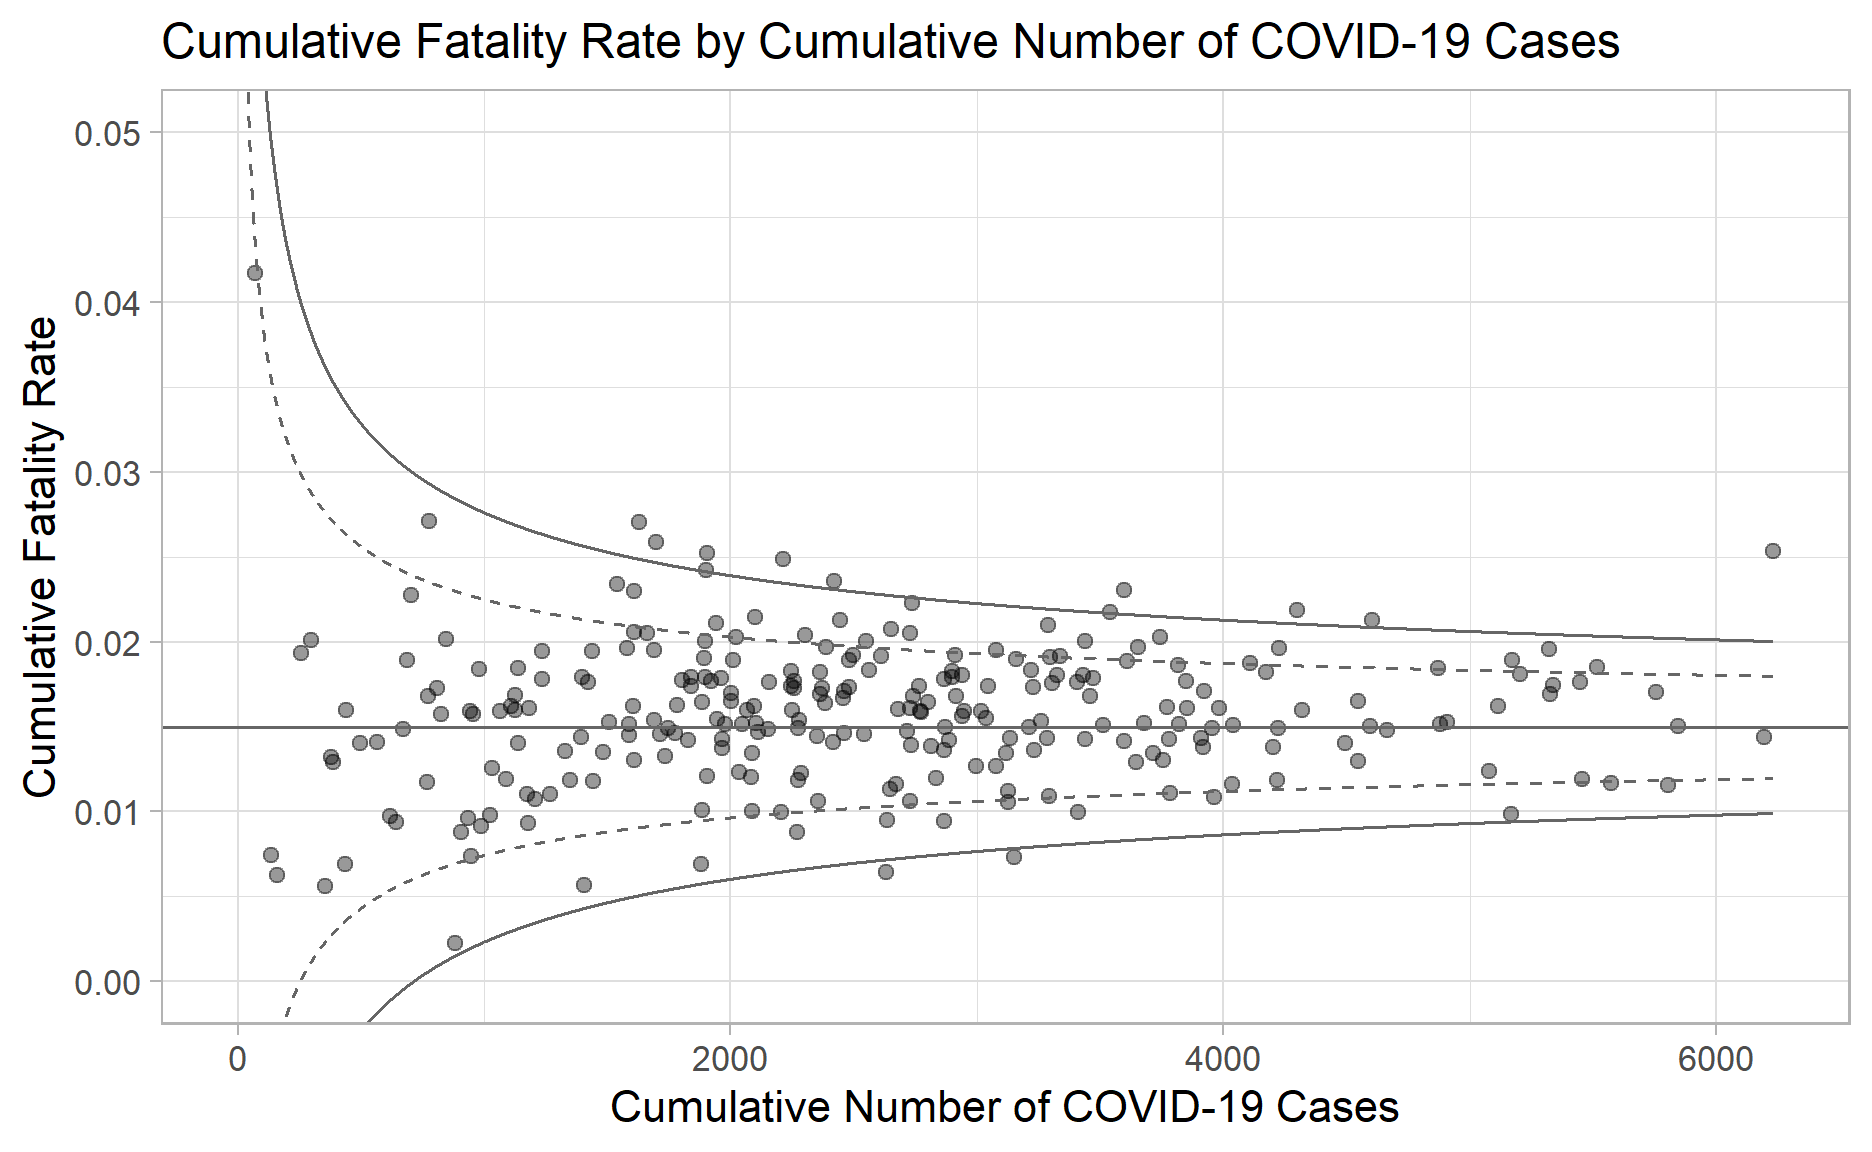 Cumulative Fatality Rate by Cumulative Number of COVID-19 Cases
0.05
0.04
0.03
0.02
0.01
0.00
Cumulative Fatality Rate
0 2000 4000 6000
Cumulative Number of COVID-19 Cases